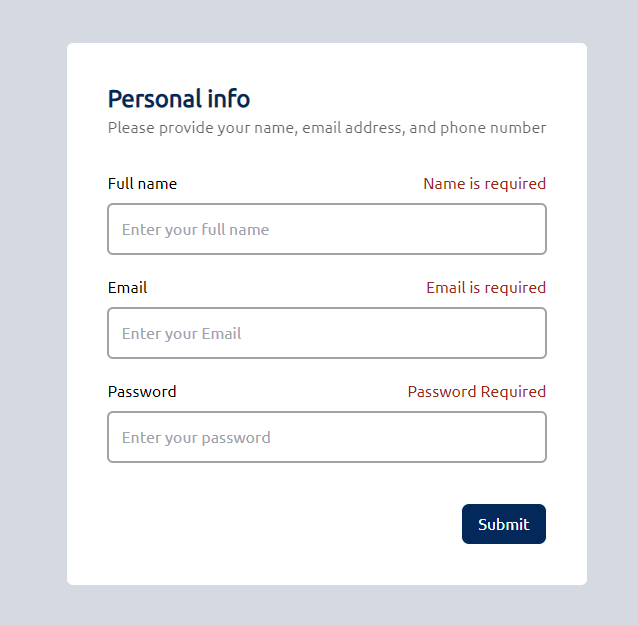 Personal info
Please provide your name, email address, and phone number
Full name Name is required
Enter your full name
Email Email is required
Enter your Email
Password Password Required
Enter your password
Submit